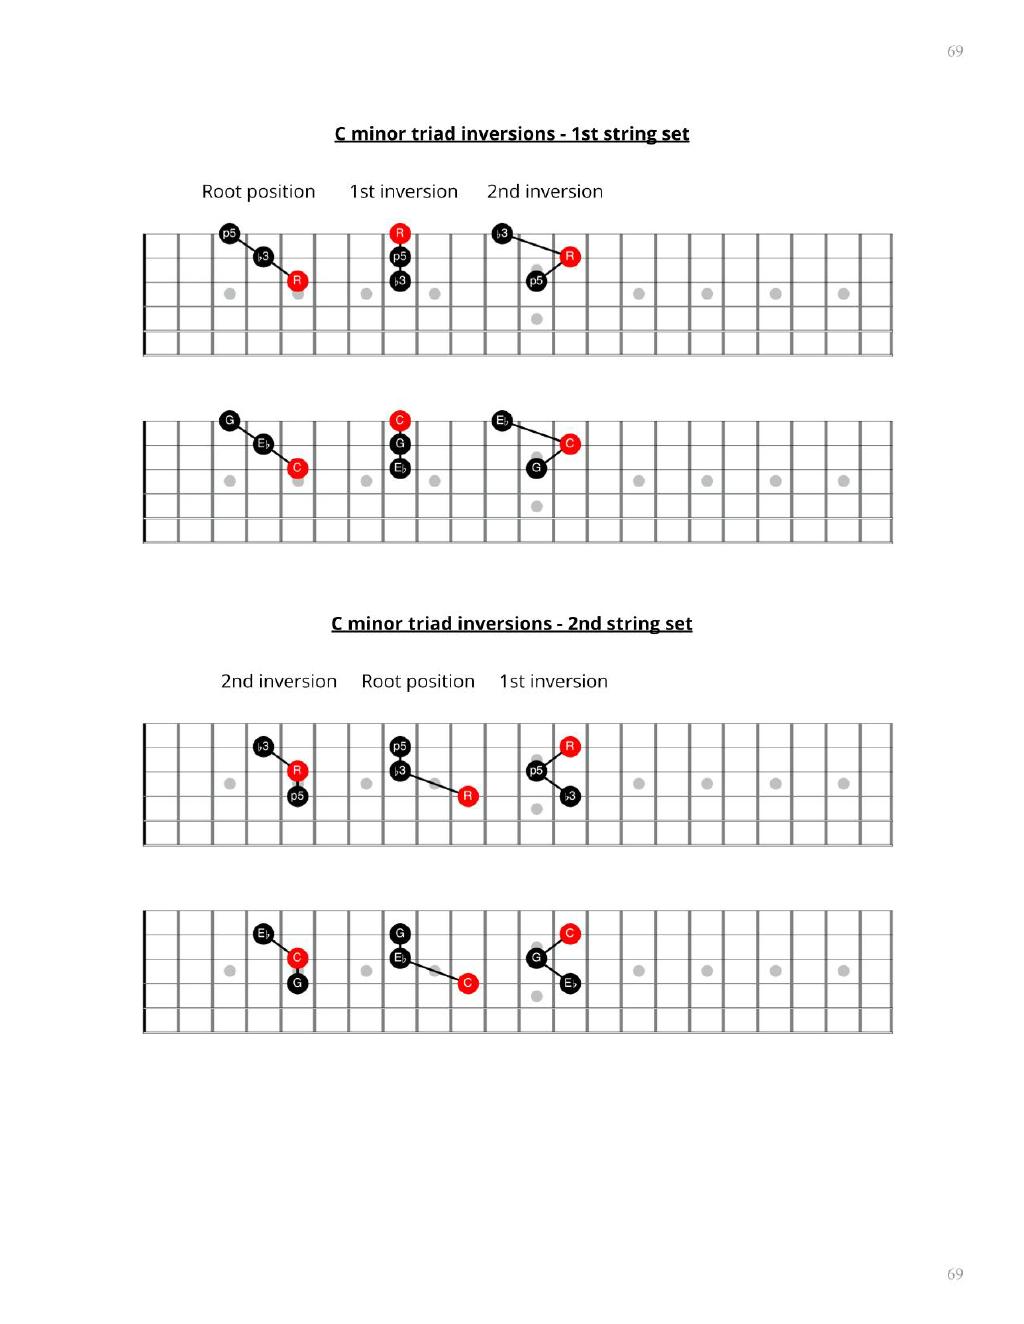 69
C minor triad inversions - 1st string set
Root position 1st inversion 2nd inversion
p5 R ♭3
♭3 p5 R
R ♭3 p5
G C E♭
E♭ G C
C E♭ G
C minor triad inversions - 2nd string set
2nd inversion Root position 1st inversion
♭3 p5 R
R ♭3 p5
p5 R ♭3
E♭ G C
C E♭ G
G C E♭
69